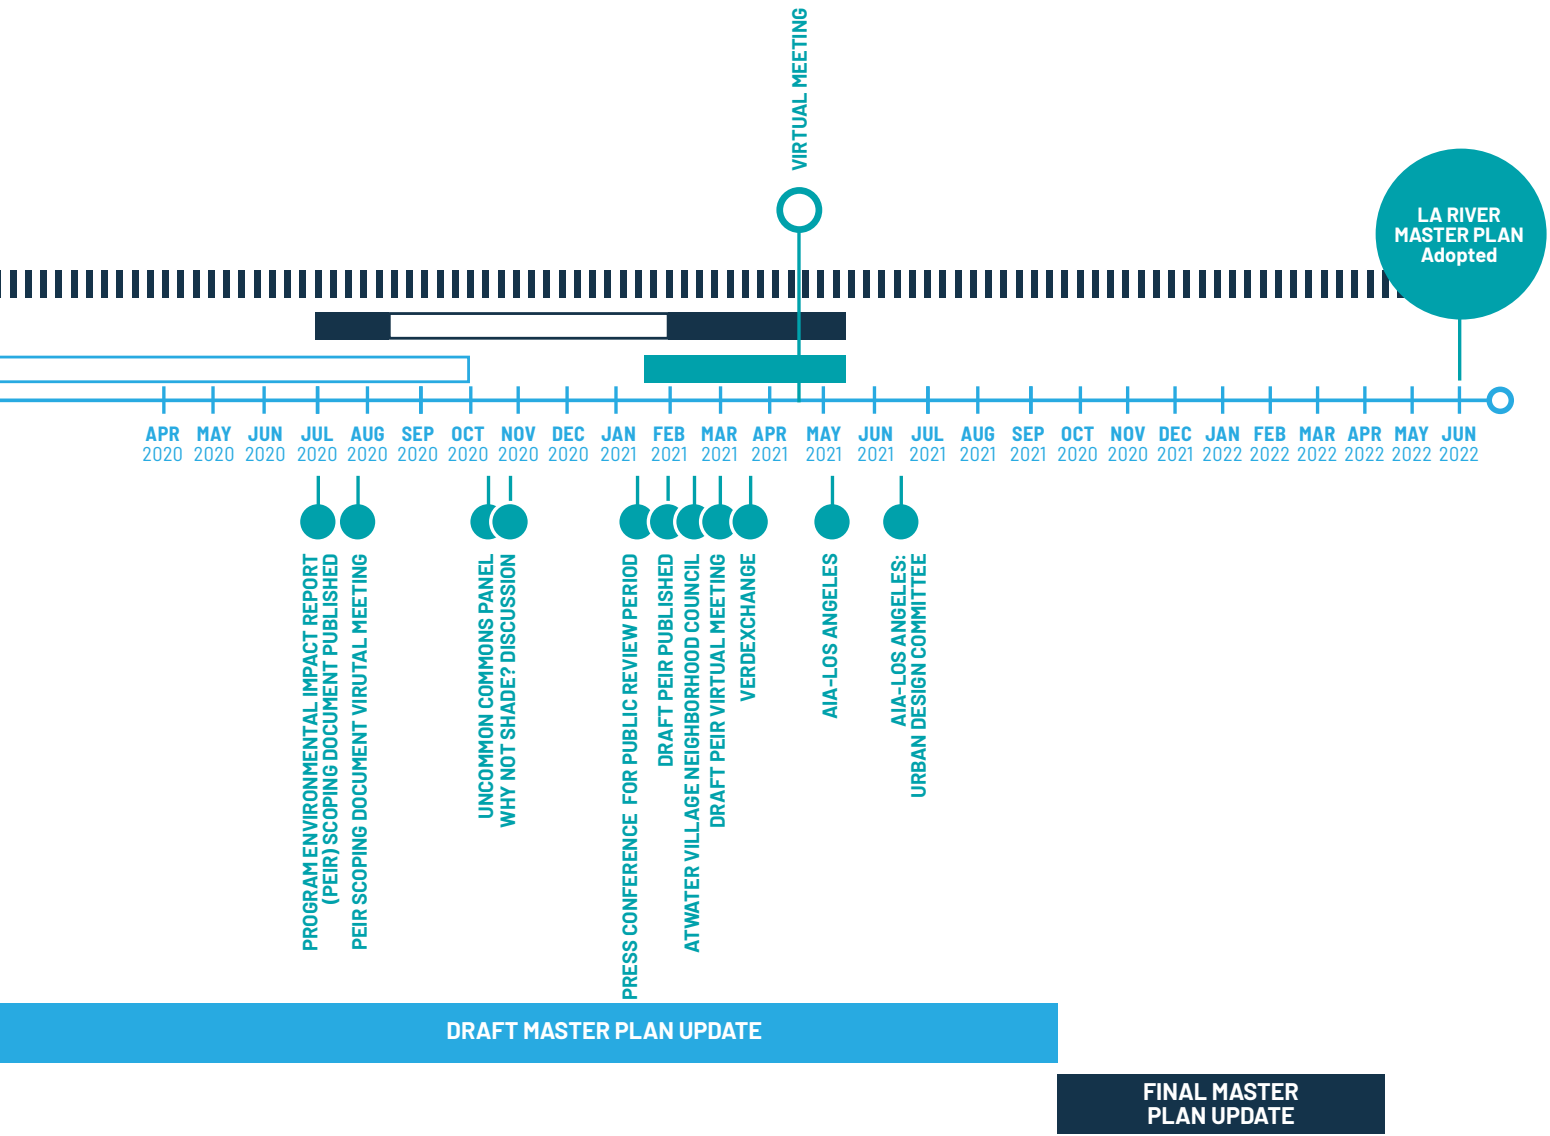 VIRTUAL MEETING
LA RIVER
MASTER PLAN
Adopted
APR MAY JUN JUL AUG SEP OCT NOV DEC JAN FEB MAR APR MAY JUN JUL AUG SEP OCT NOV DEC JAN FEB MAR APR MAY JUN
2020 2020 2020 2020 2020 2020 2020 2020 2020 2021 2021 2021 2021 2021 2021 2021 2021 2021 2020 2020 2021 2022 2022 2022 2022 2022 2022
PROGRAM ENVIRONMENTAL IMPACT REPORT
(PEIR) SCOPING DOCUMENT PUBLISHED
PEIR SCOPING DOCUMENT VIRUTAL MEETING
UNCOMMON COMMONS PANEL
WHY NOT SHADE? DISCUSSION
PRESS CONFERENCE FOR PUBLIC REVIEW PERIOD
DRAFT PEIR PUBLISHED
ATWATER VILLAGE NEIGHBORHOOD COUNCIL
DRAFT PEIR VIRTUAL MEETING
VERDEXCHANGE
AIA-LOS ANGELES
AIA-LOS ANGELES:
URBAN DESIGN COMMITTEE
DRAFT MASTER PLAN UPDATE
FINAL MASTER
PLAN UPDATE